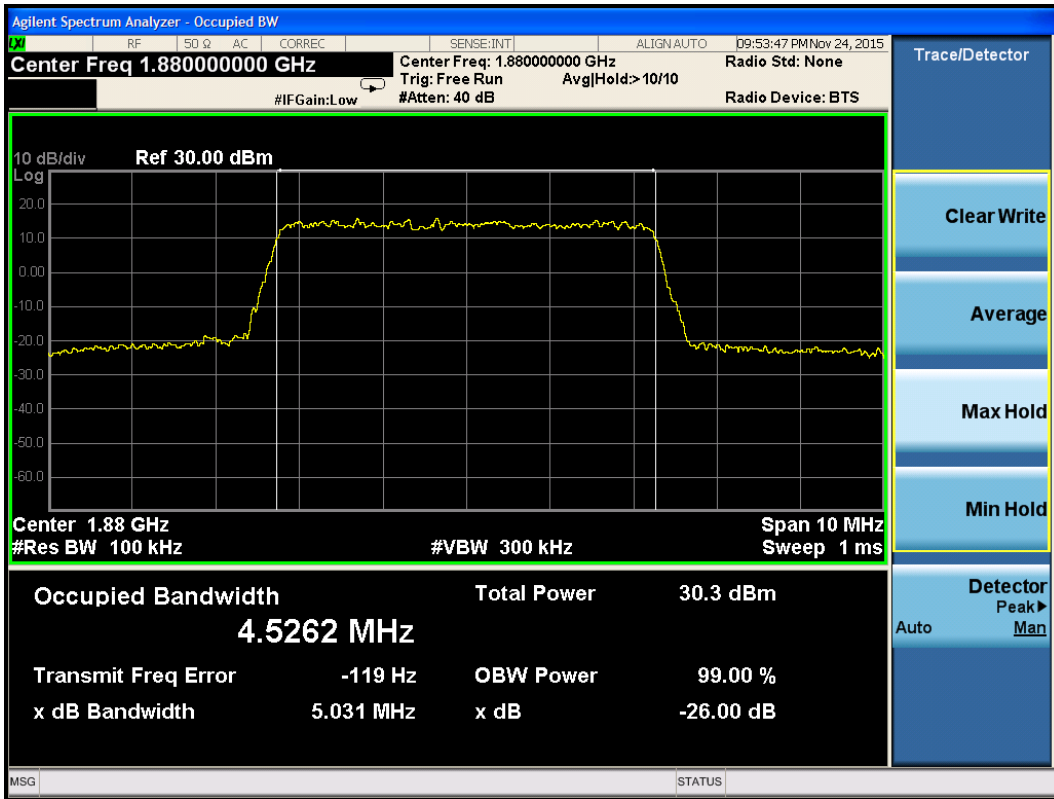 Agilent Spectrum Analyzer - Occupied BW
LXI RF 50 Ω AC CORREC SENSE:INT ALIGN AUTO 09:53:47 PM Nov 24, 2015
Center Freq 1.880000000 GHz
Center Freq: 1.880000000 GHz Radio Std: None
Trig: Free Run Avg|Hold:> 10/10
#IFGain:Low #Atten: 40 dB Radio Device: BTS
10 dB/div Ref 30.00 dBm
Log
20.0
10.0
0.00
-10.0
-20.0
-30.0
-40.0
-50.0
-60.0
Center 1.88 GHz Span 10 MHz
#Res BW 100 kHz #VBW 300 kHz Sweep 1 ms
Occupied Bandwidth Total Power 30.3 dBm
4.5262 MHz
Transmit Freq Error -119 Hz OBW Power 99.00 %
x dB Bandwidth 5.031 MHz x dB -26.00 dB
MSG STATUS
Trace/Detector
Clear Write
Average
Max Hold
Min Hold
Detector
Peak▶
Auto Man